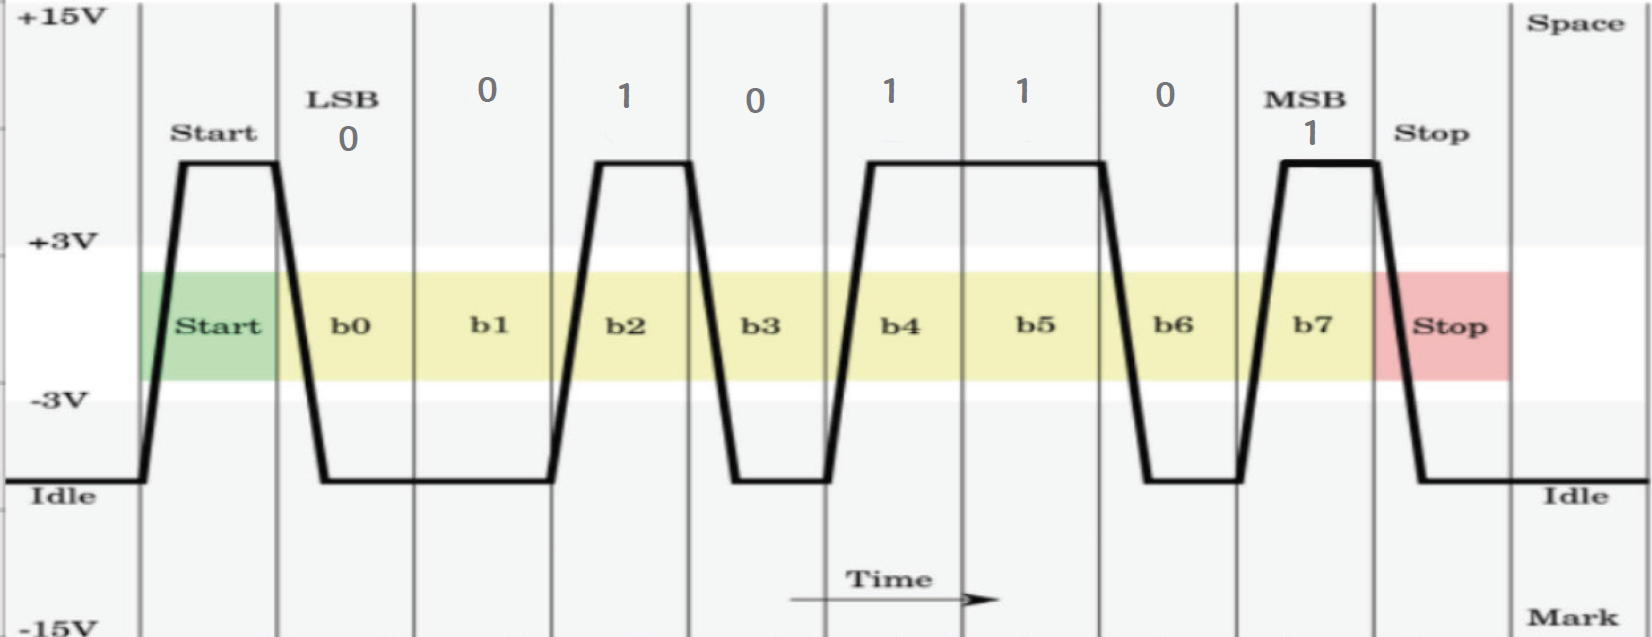 +15V
Space
LSB 0 1 0 1 1 0 MSB
Start 0 1 Stop
+3V
Start b0 b1 b2 b3 b4 b5 b6 b7 Stop
-3V
Idle Idle
Time
-15V Mark